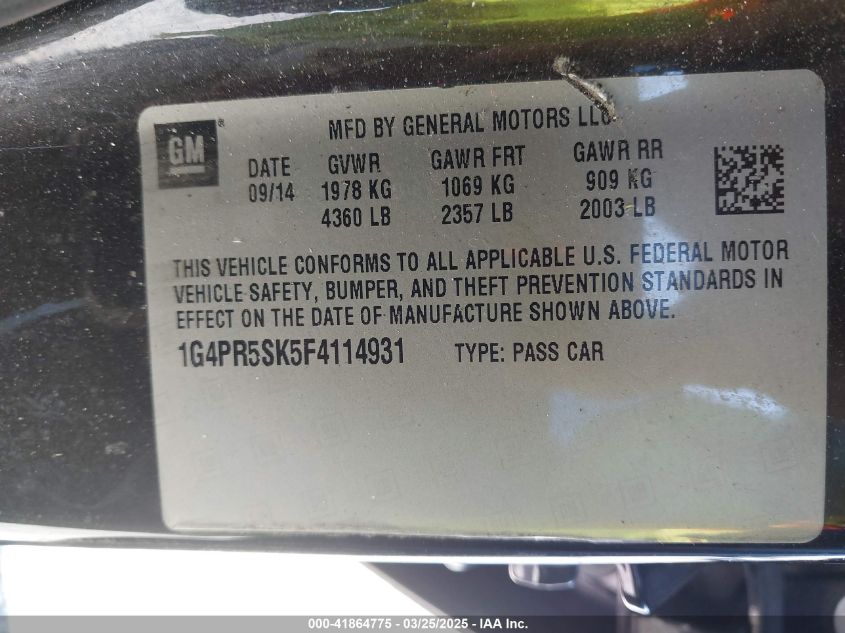 MFD BY GENERAL MOTORS LLC
GM®
DATE GVWR GAWR FRT GAWR RR
09/14 1978 KG 1069 KG 909 KG
4360 LB 2357 LB 2003 LB
THIS VEHICLE CONFORMS TO ALL APPLICABLE U.S. FEDERAL MOTOR
VEHICLE SAFETY, BUMPER, AND THEFT PREVENTION STANDARDS IN
EFFECT ON THE DATE OF MANUFACTURE SHOWN ABOVE.
1G4PR5SK5F4114931 TYPE: PASS CAR
000-41864775 - 03/25/2025 - IAA Inc.